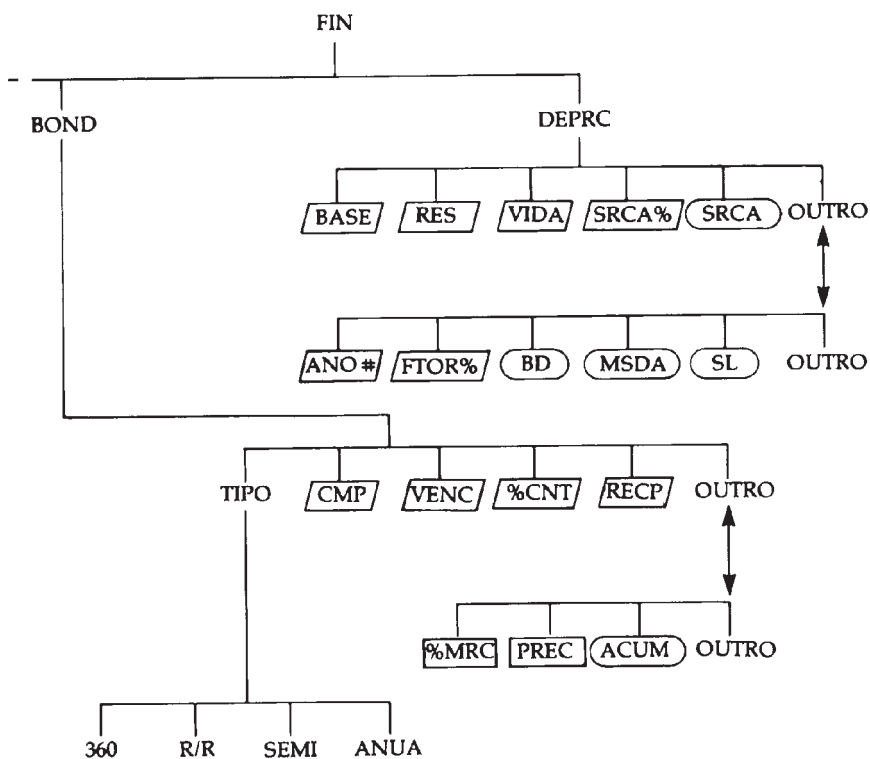 FIN
BOND DEPRC
BASE RES VIDA SRCA% SRCA OUTRO
ANO # FTOR% BD MSDA SL OUTRO
TIPO CMP VENC %CNT RECP OUTRO
%MRC PREC ACUM OUTRO
360 R/R SEMI ANUA